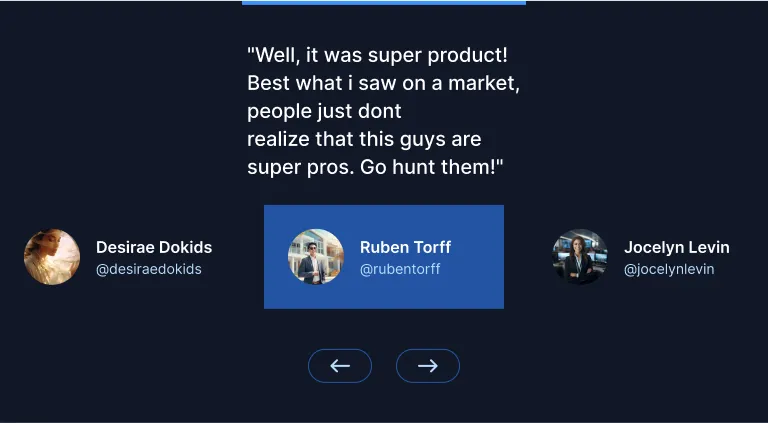 "Well, it was super product!
Best what i saw on a market,
people just dont
realize that this guys are
super pros. Go hunt them!"
Desirae Dokids
@desiraedokids
Ruben Torff
@rubentorff
Jocelyn Levin
@jocelynlevin